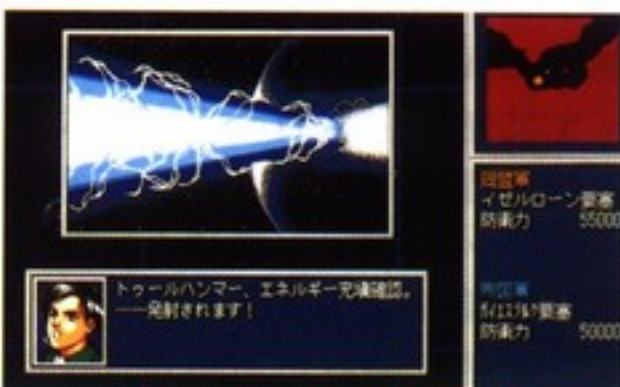 トゥールハンマー、エネルギー充填確認。
――発射されます!
同盟軍
イゼルローン要塞
防衛力 55000
帝国軍
ｶﾞｲｴｽﾌﾞﾙｸ要塞
防衛力 50000